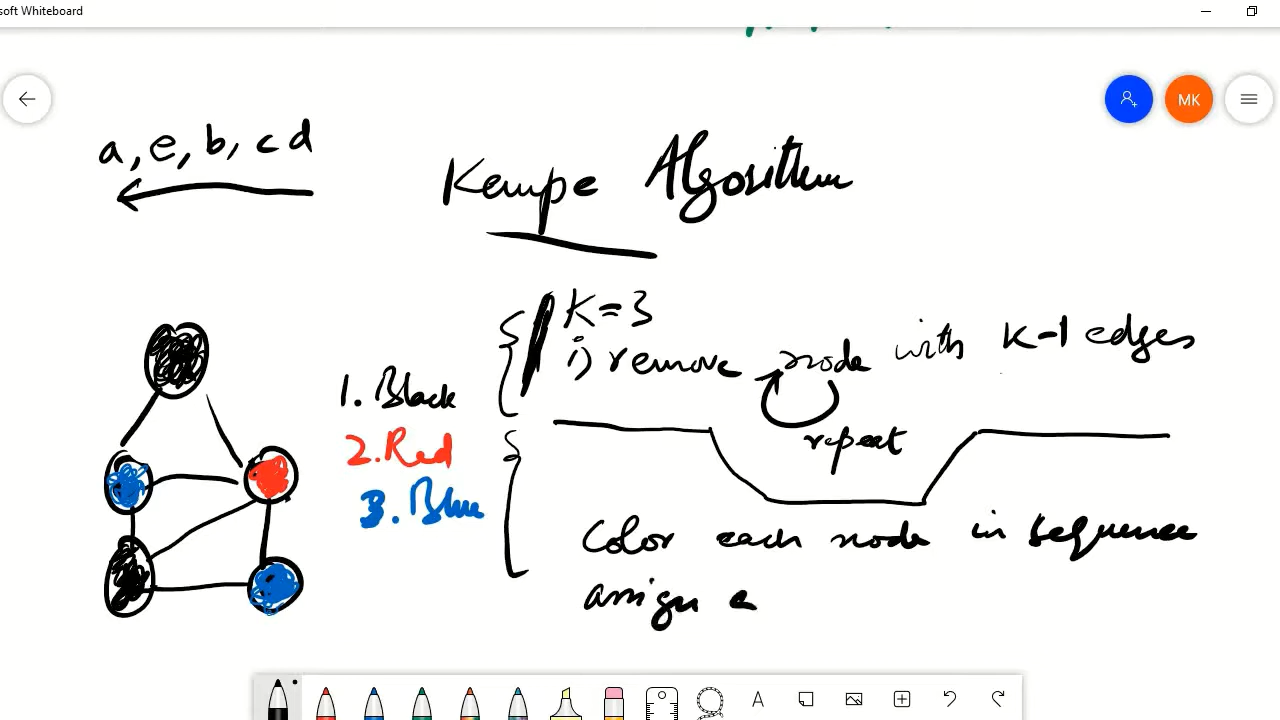 soft Whiteboard
MK
a, e, b, c d
Kempe Algorithm
K=3
i) remove node with K-1 edges
repeat
1. Black
2. Red
3. Blue
Color each node in sequence
assign a
A